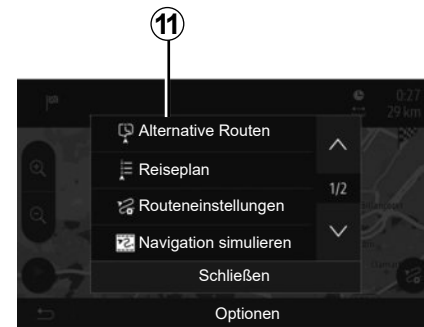 11
0:27
29 km
Alternative Routen
Reiseplan
1/2
Routeneinstellungen
Navigation simulieren
Schließen
Optionen